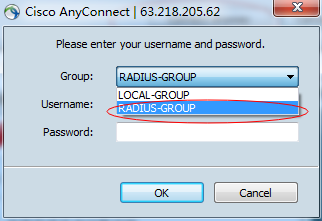 Cisco AnyConnect | 63.218.205.62
Please enter your username and password.
Group: RADIUS-GROUP
LOCAL-GROUP
Username: RADIUS-GROUP
Password:
OK Cancel